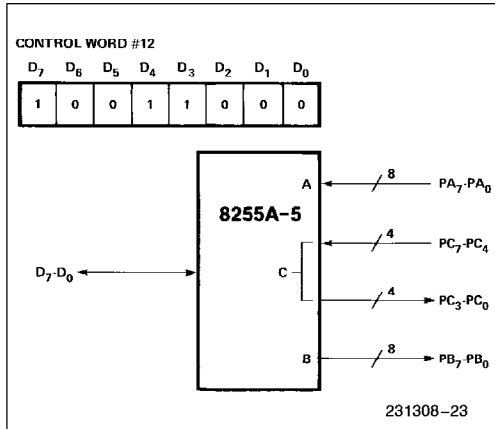 CONTROL WORD #12
D7 D6 D5 D4 D3 D2 D1 D0
1 0 0 1 1 0 0 0
8255A-5
A
8
PA7-PA0
4
PC7-PC4
D7-D0
C
4
PC3-PC0
B
8
PB7-PB0
231308-23